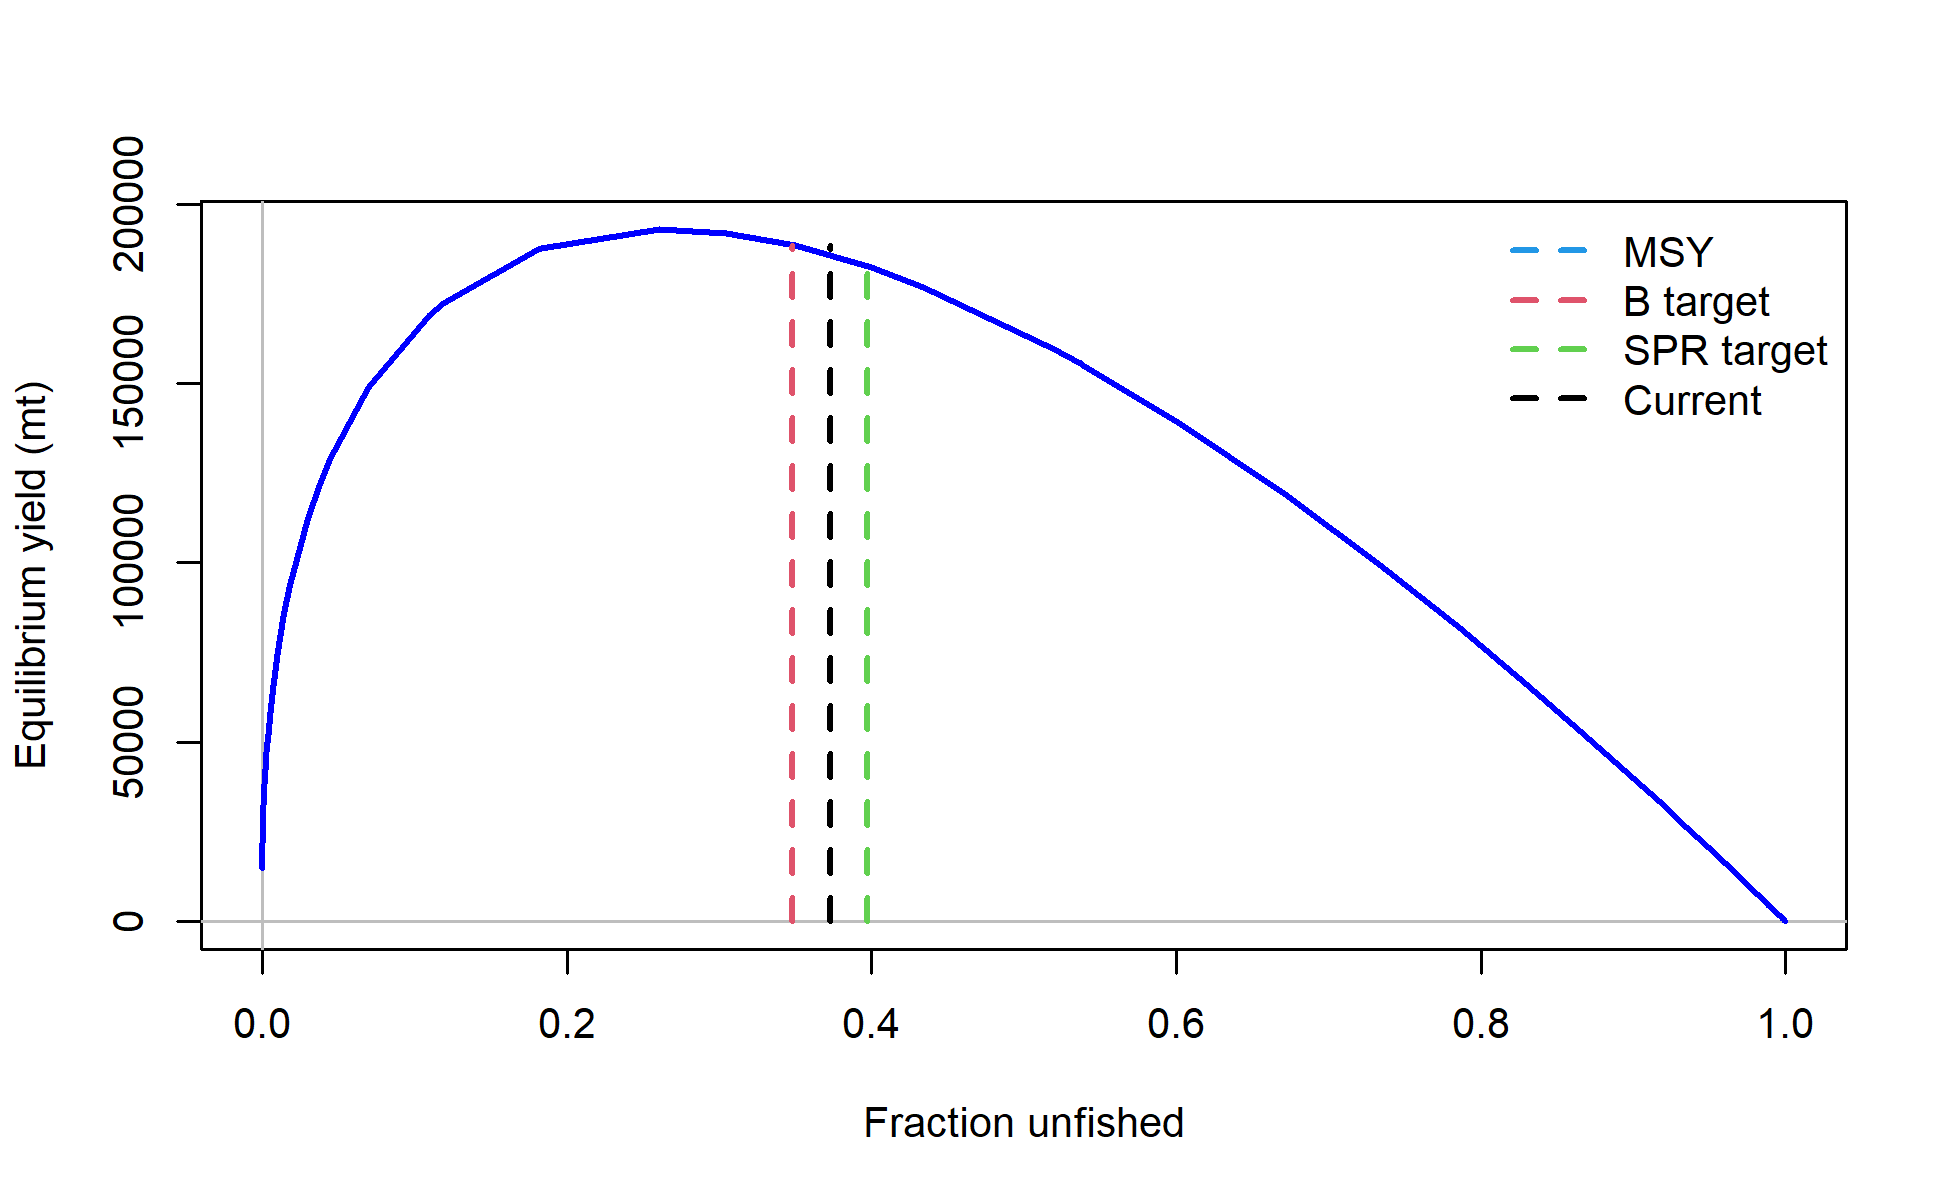 Equilibrium yield (mt)
200000
150000
100000
50000
0
MSY
B target
SPR target
Current
0.0 0.2 0.4 0.6 0.8 1.0
Fraction unfished